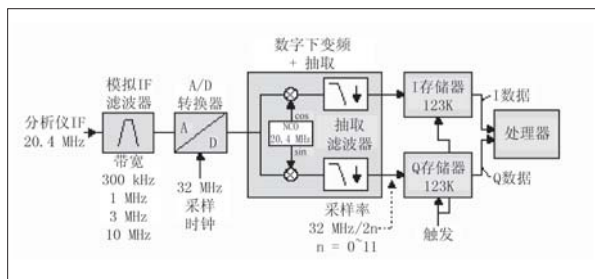 数字下变频
+ 抽取
模拟IF
滤波器
A/D
转换器
分析仪IF
20.4 MHz
A
D
cos
NCO
20.4 MHz
sin
抽取
滤波器
I存储器
123K
I数据
处理器
Q存储器
123K
Q数据
带宽
300 kHz
1 MHz
3 MHz
10 MHz
32 MHz
采样
时钟
采样率
32 MHz/2n
n = 0~11
触发